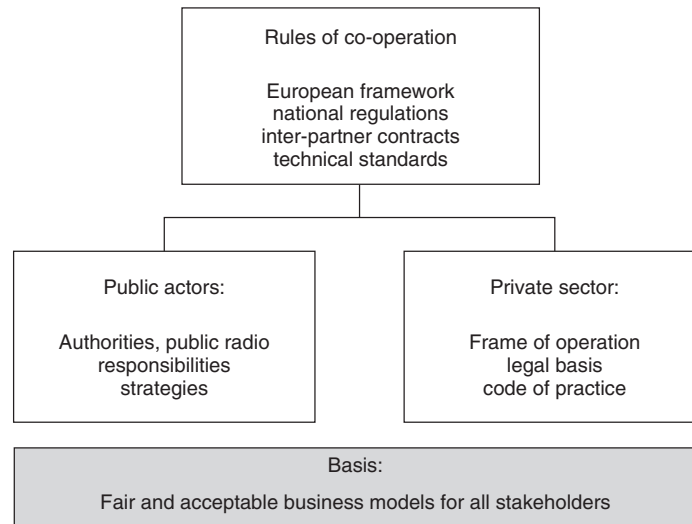 Rules of co-operation
European framework
national regulations
inter-partner contracts
technical standards
Public actors:
Authorities, public radio
responsibilities
strategies
Private sector:
Frame of operation
legal basis
code of practice
Basis:
Fair and acceptable business models for all stakeholders